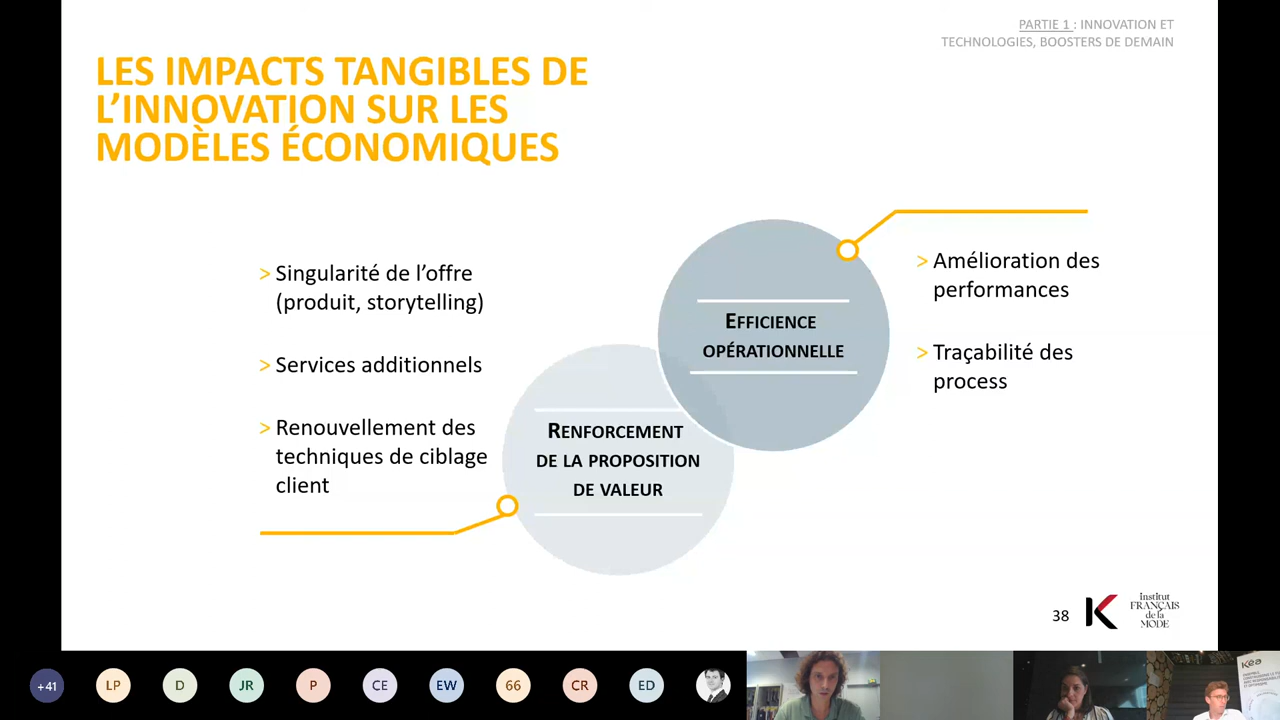 PARTIE 1 : INNOVATION ET
TECHNOLOGIES, BOOSTERS DE DEMAIN
LES IMPACTS TANGIBLES DE
L’INNOVATION SUR LES
MODÈLES ÉCONOMIQUES
> Singularité de l’offre
(produit, storytelling)
> Services additionnels
> Renouvellement des
techniques de ciblage
client
RENFORCEMENT
DE LA PROPOSITION
DE VALEUR
EFFICIENCE
OPÉRATIONNELLE
> Amélioration des
performances
> Traçabilité des
process
38
K
Institut
FRANÇAIS
de la
MODE
+41
LP
D
JR
P
CE
EW
66
CR
ED
Kéa